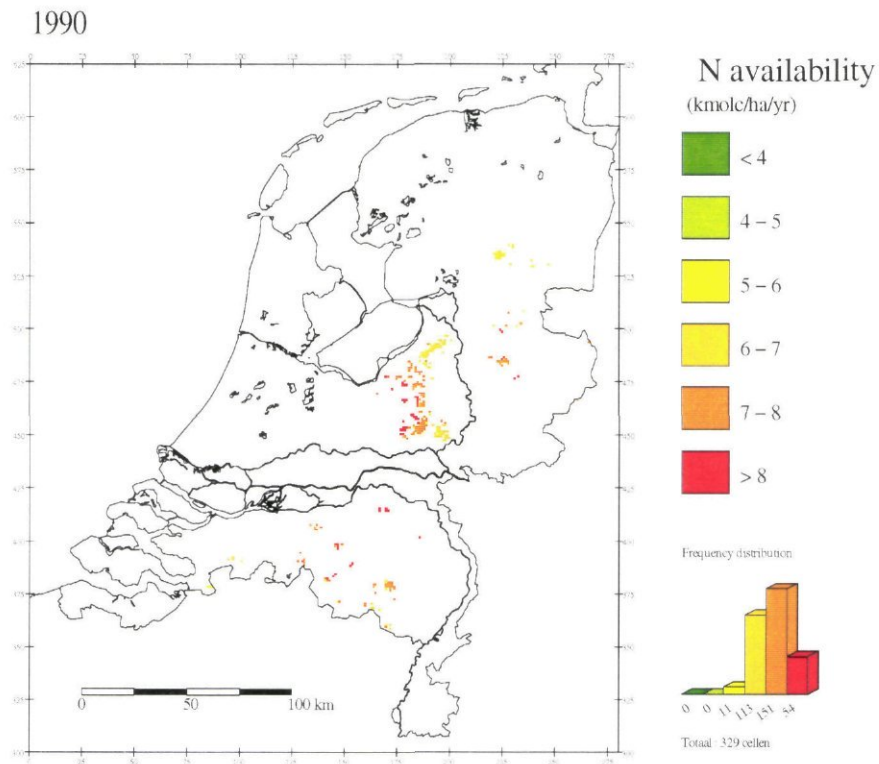 1990
N availability
(kmolc/ha/yr)
< 4
4 – 5
5 – 6
6 – 7
7 – 8
> 8
Frequency distribution
0 0 11 113 151 54
Totaal : 329 cellen
0 50 100 km